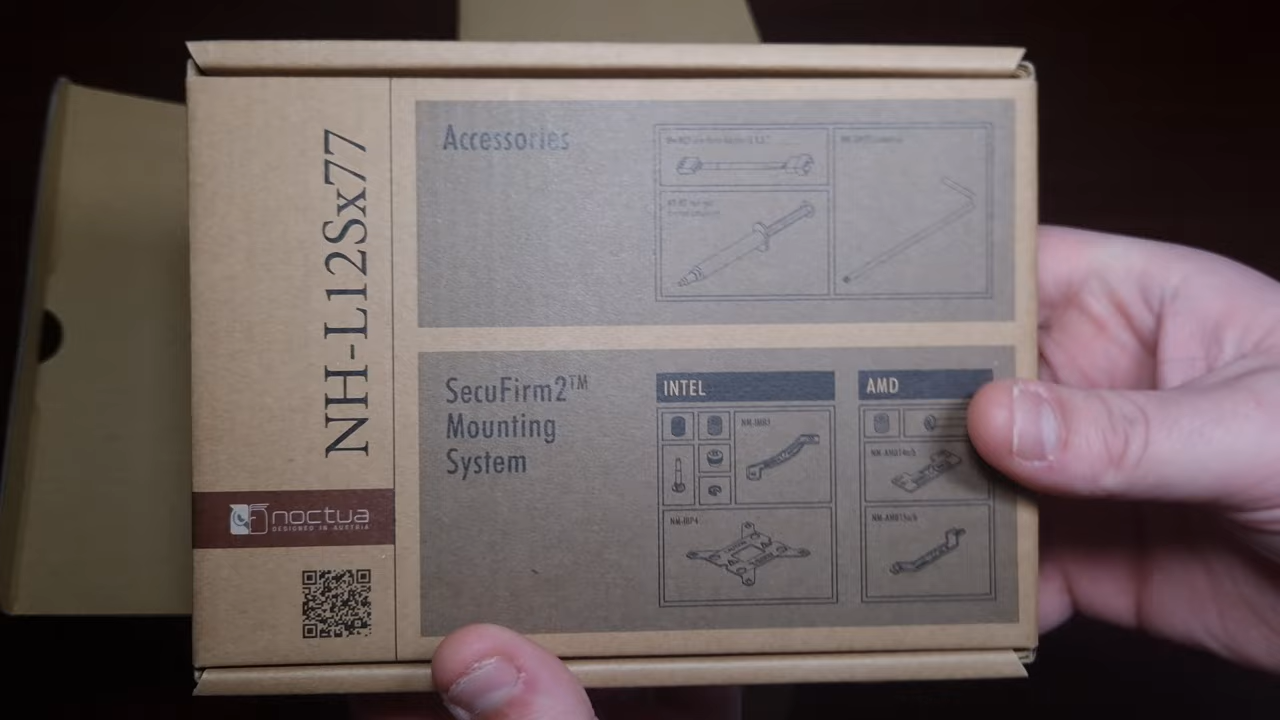 NH-L12Sx77
noctua
DESIGNED IN AUSTRIA
Accessories
SecuFirm2™
Mounting
System
INTEL
NM-IBP4
AMD